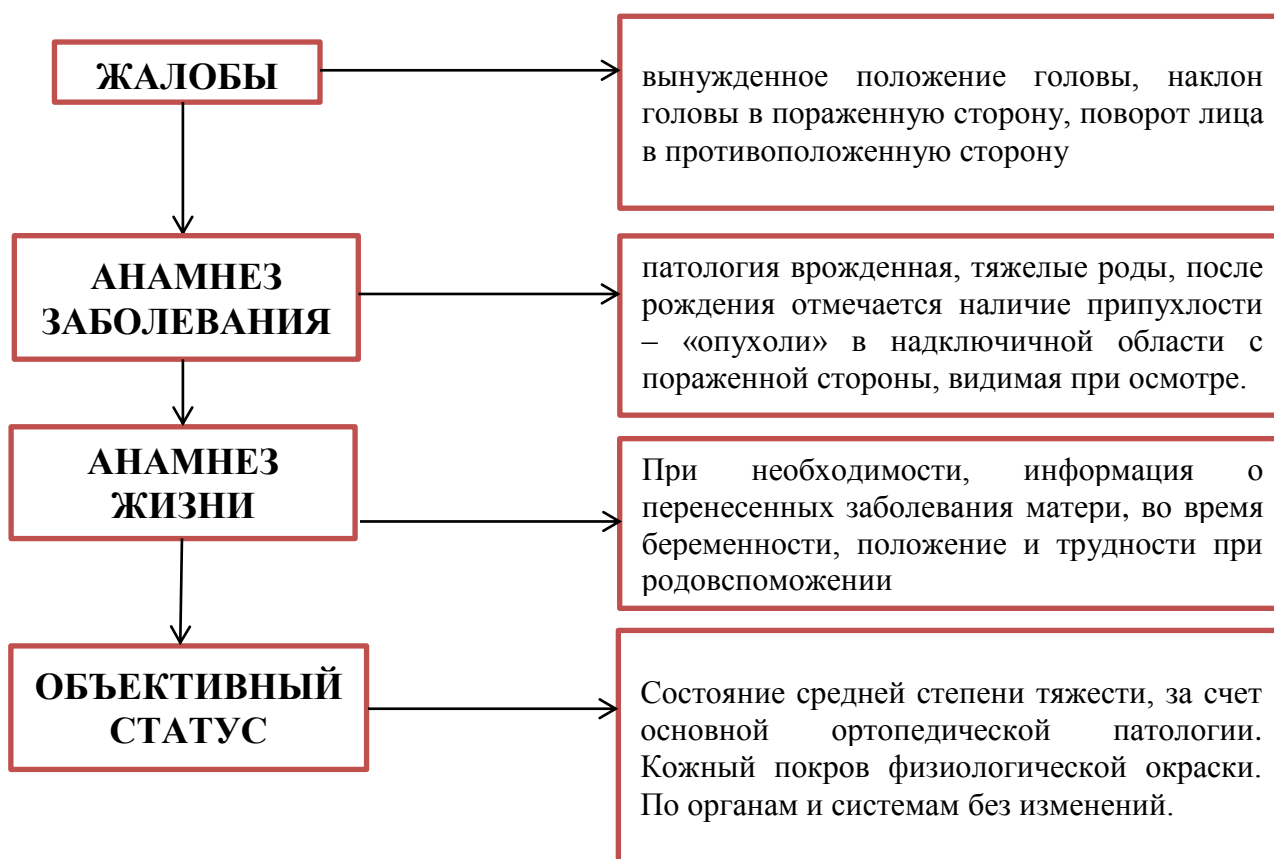 ЖАЛОБЫ
вынужденное положение головы, наклон
головы в пораженную сторону, поворот лица
в противоположенную сторону
АНАМНЕЗ
ЗАБОЛЕВАНИЯ
патология врожденная, тяжелые роды, после
рождения отмечается наличие припухлости
– «опухоли» в надключичной области с
пораженной стороны, видимая при осмотре.
АНАМНЕЗ
ЖИЗНИ
При необходимости, информация о
перенесенных заболевания матери, во время
беременности, положение и трудности при
родовспоможении
ОБЪЕКТИВНЫЙ
СТАТУС
Состояние средней степени тяжести, за счет
основной ортопедической патологии.
Кожный покров физиологической окраски.
По органам и системам без изменений.